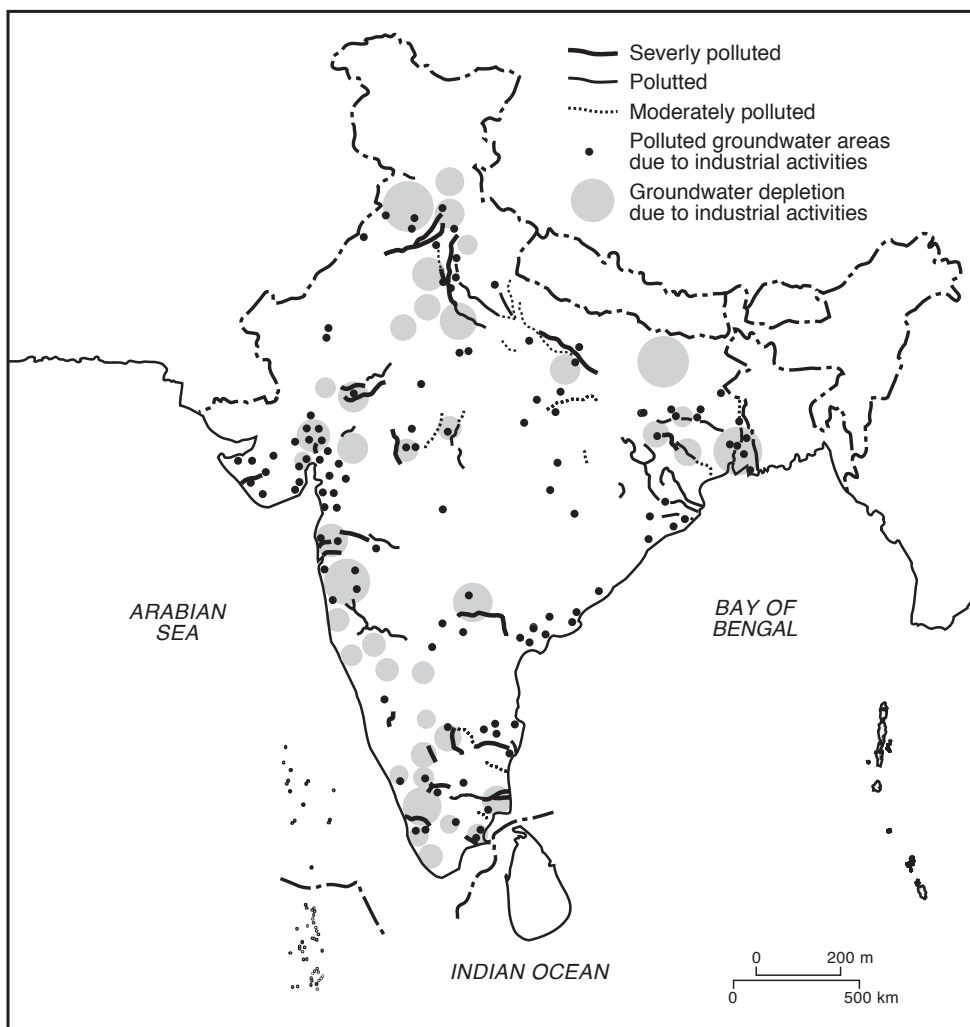 Severly polluted
Polutted
Moderately polluted
Polluted groundwater areas
due to industrial activities
Groundwater depletion
due to industrial activities
ARABIAN
SEA
BAY OF
BENGAL
INDIAN OCEAN
0 200 m
0 500 km